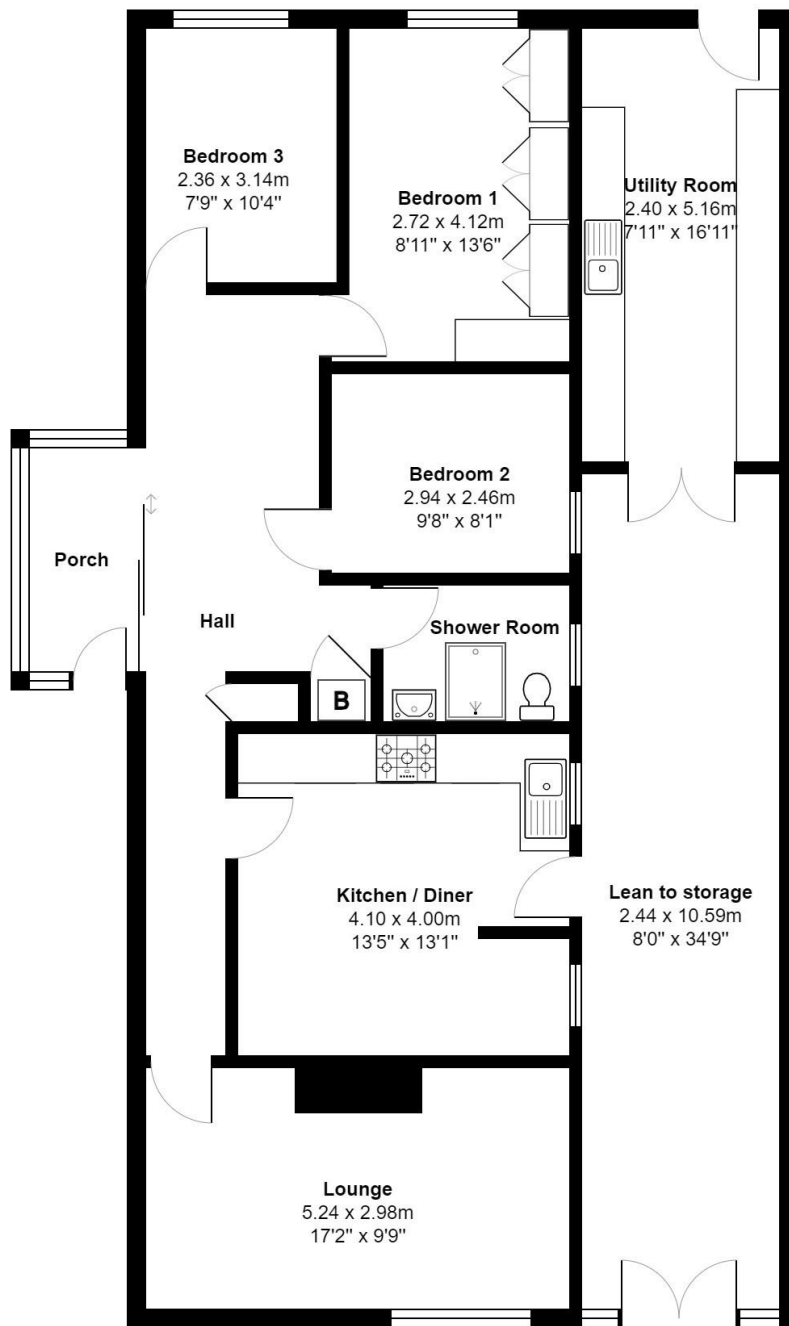 Bedroom 3
2.36 x 3.14m
7'9" x 10'4"
Bedroom 1
2.72 x 4.12m
8'11" x 13'6"
Utility Room
2.40 x 5.16m
7'11" x 16'11"
Bedroom 2
2.94 x 2.46m
9'8" x 8'1"
Porch
Hall
Shower Room
B
Kitchen / Diner
4.10 x 4.00m
13'5" x 13'1"
Lean to storage
2.44 x 10.59m
8'0" x 34'9"
Lounge
5.24 x 2.98m
17'2" x 9'9"